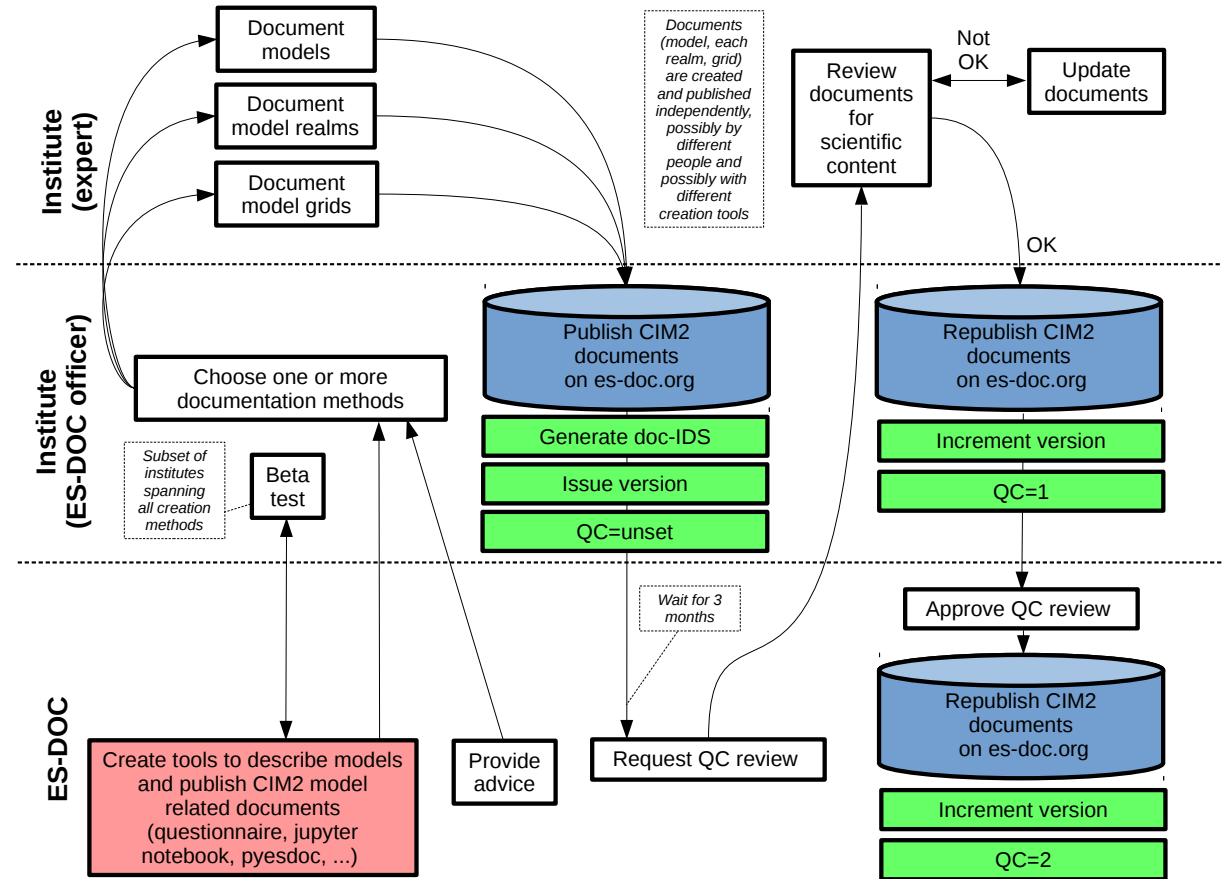 Institute
(expert)
Document
models
Document
model realms
Document
model grids
Documents
(model, each
realm, grid)
are created
and published
independently,
possibly by
different
people and
possibly with
different
creation tools
Review
documents
for
scientific
content
Not
OK
Update
documents
OK
Institute
(ES-DOC officer)
Choose one or more
documentation methods
Subset of
institutes
spanning
all creation
methods
Beta
test
Publish CIM2
documents
on es-doc.org
Generate doc-IDS
Issue version
QC=unset
Republish CIM2
documents
on es-doc.org
Increment version
QC=1
ES-DOC
Create tools to describe models
and publish CIM2 model
related documents
(questionnaire, jupyter
notebook, pyesdoc, ...)
Provide
advice
Wait for 3
months
Request QC review
Approve QC review
Republish CIM2
documents
on es-doc.org
Increment version
QC=2